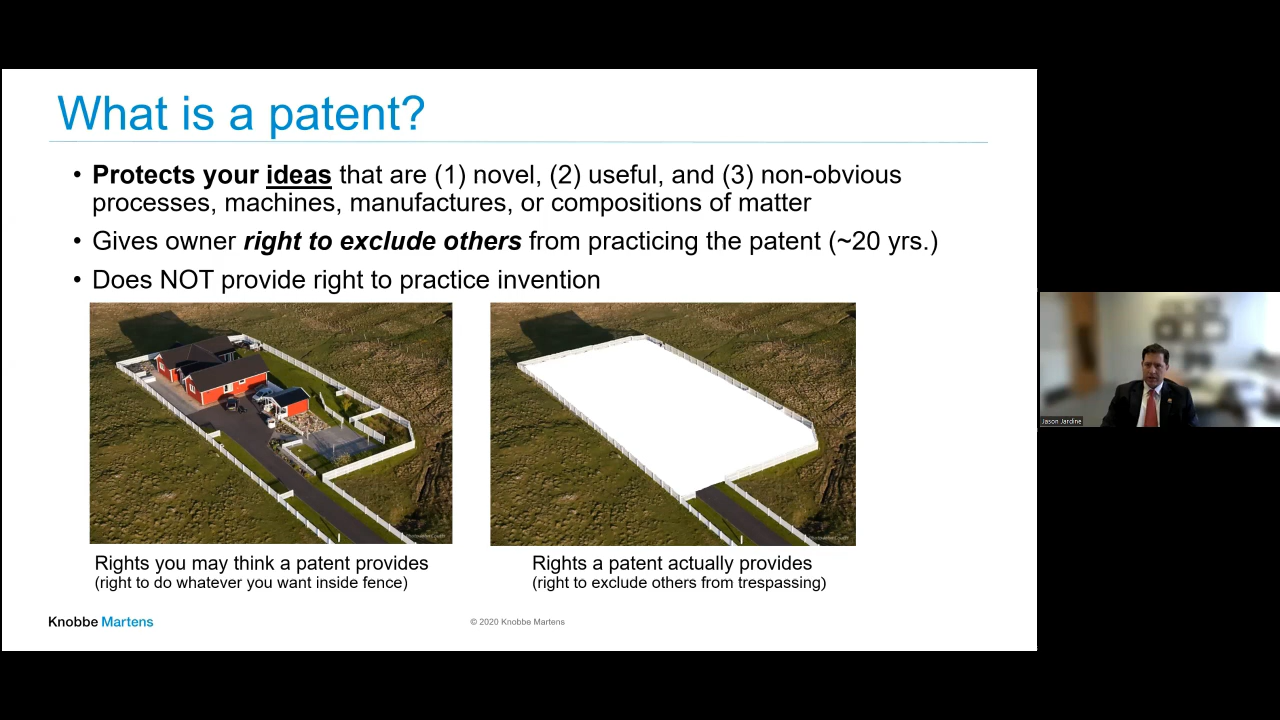 What is a patent?
• Protects your ideas that are (1) novel, (2) useful, and (3) non-obvious
processes, machines, manufactures, or compositions of matter
• Gives owner right to exclude others from practicing the patent (~20 yrs.)
• Does NOT provide right to practice invention
Rights you may think a patent provides
(right to do whatever you want inside fence)
Rights a patent actually provides
(right to exclude others from trespassing)
Knobbe Martens
© 2020 Knobbe Martens
Jason Jardine